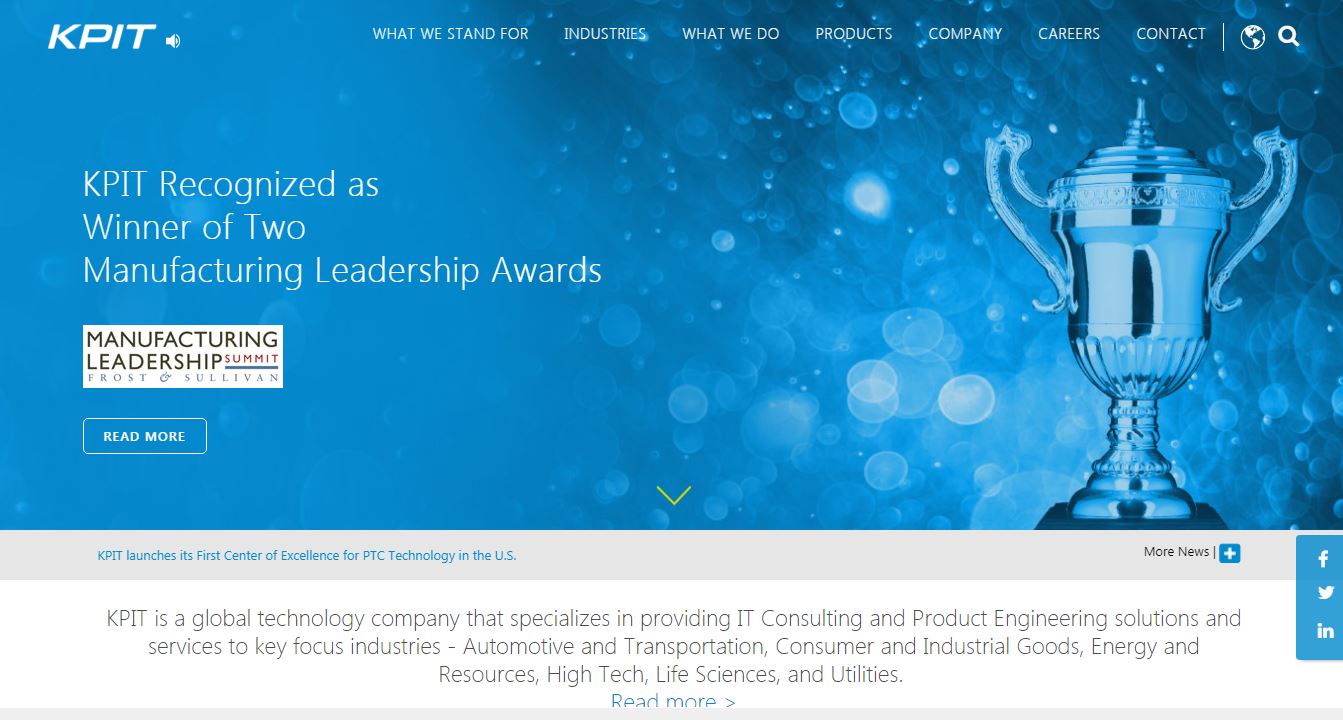 KPIT
WHAT WE STAND FOR
INDUSTRIES
WHAT WE DO
PRODUCTS
COMPANY
CAREERS
CONTACT
KPIT Recognized as
Winner of Two
Manufacturing Leadership Awards
MANUFACTURING
LEADERSHIP SUMMIT
FROST & SULLIVAN
READ MORE
KPIT launches its First Center of Excellence for PTC Technology in the U.S.
More News |
KPIT is a global technology company that specializes in providing IT Consulting and Product Engineering solutions and
services to key focus industries - Automotive and Transportation, Consumer and Industrial Goods, Energy and
Resources, High Tech, Life Sciences, and Utilities.
Read more >